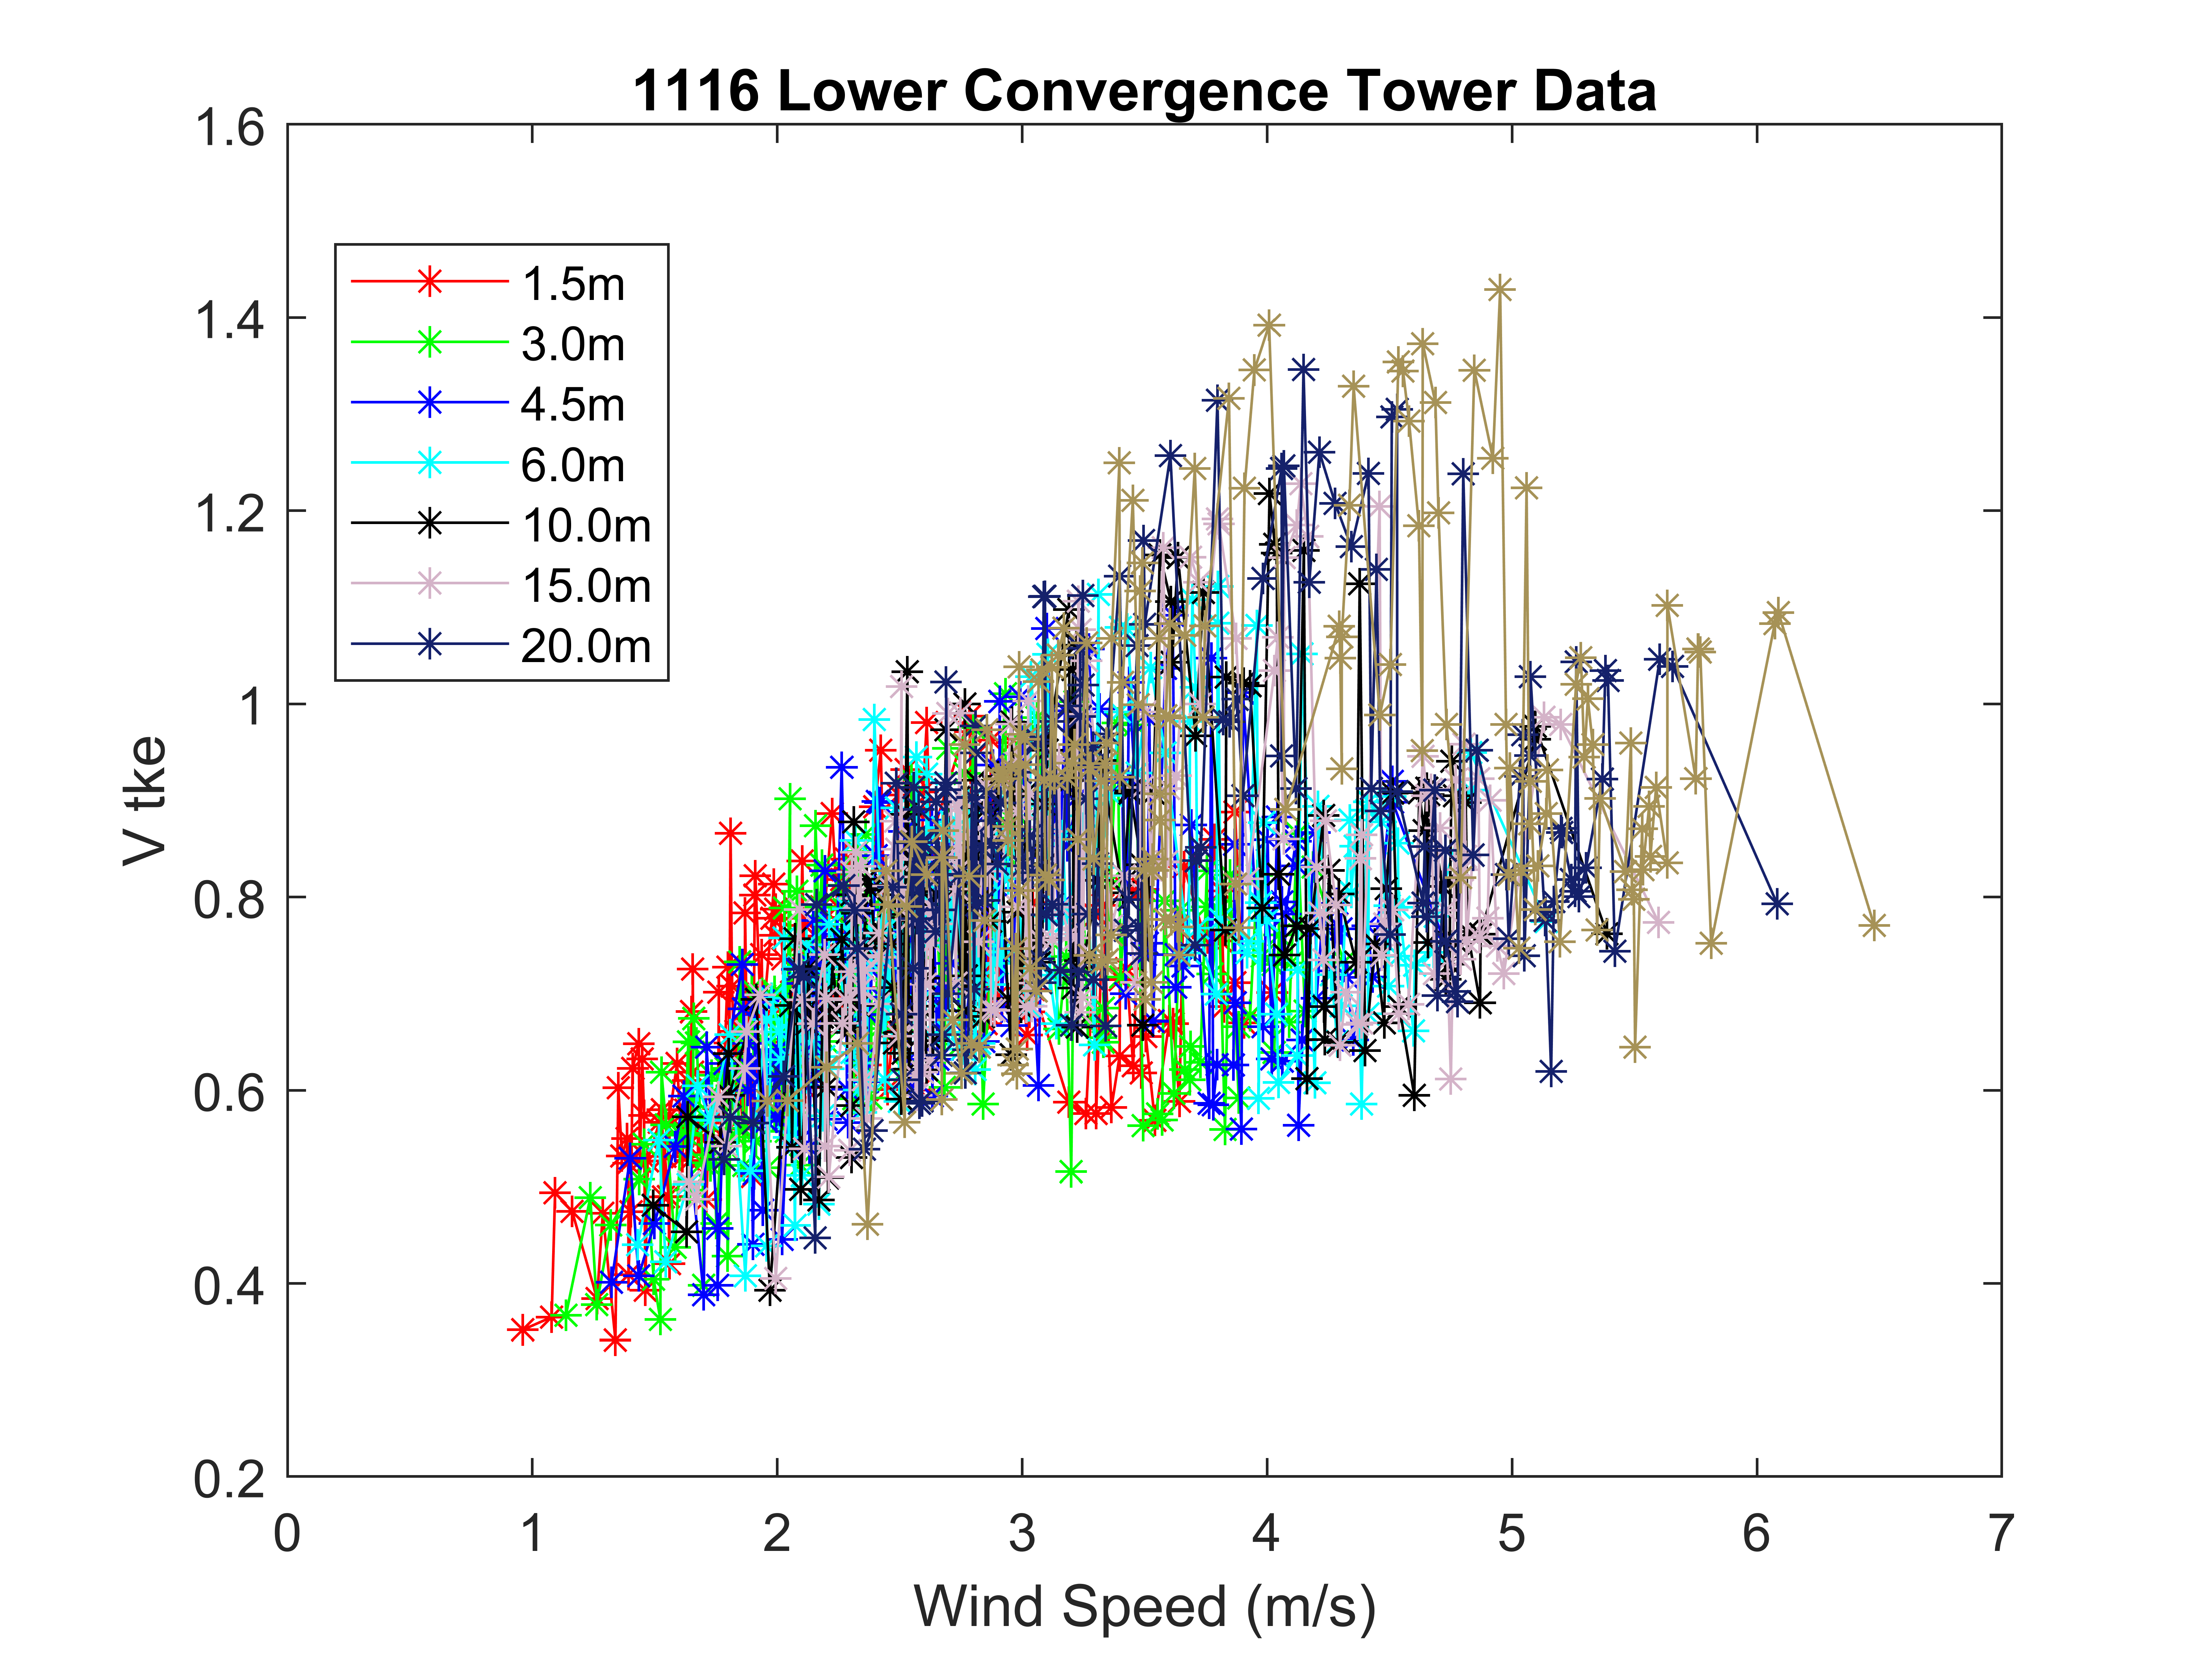 1116 Lower Convergence Tower Data
1.6
1.4
1.2
1
0.8
0.6
0.4
0.2
V tke
1.5m
3.0m
4.5m
6.0m
10.0m
15.0m
20.0m
0 1 2 3 4 5 6 7
Wind Speed (m/s)